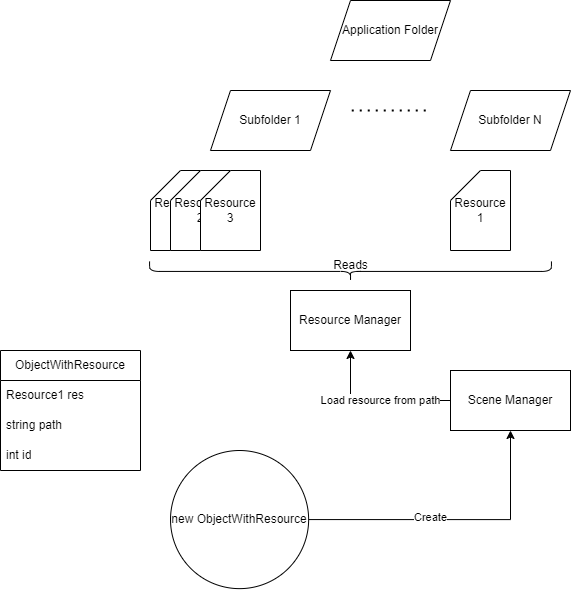 Application Folder
Subfolder 1
Subfolder N
Re
Resc
2
Resource
3
Resource
1
Reads
Resource Manager
ObjectWithResource
Resource1 res
string path
int id
Load resource from path
Scene Manager
new ObjectWithResource
Create